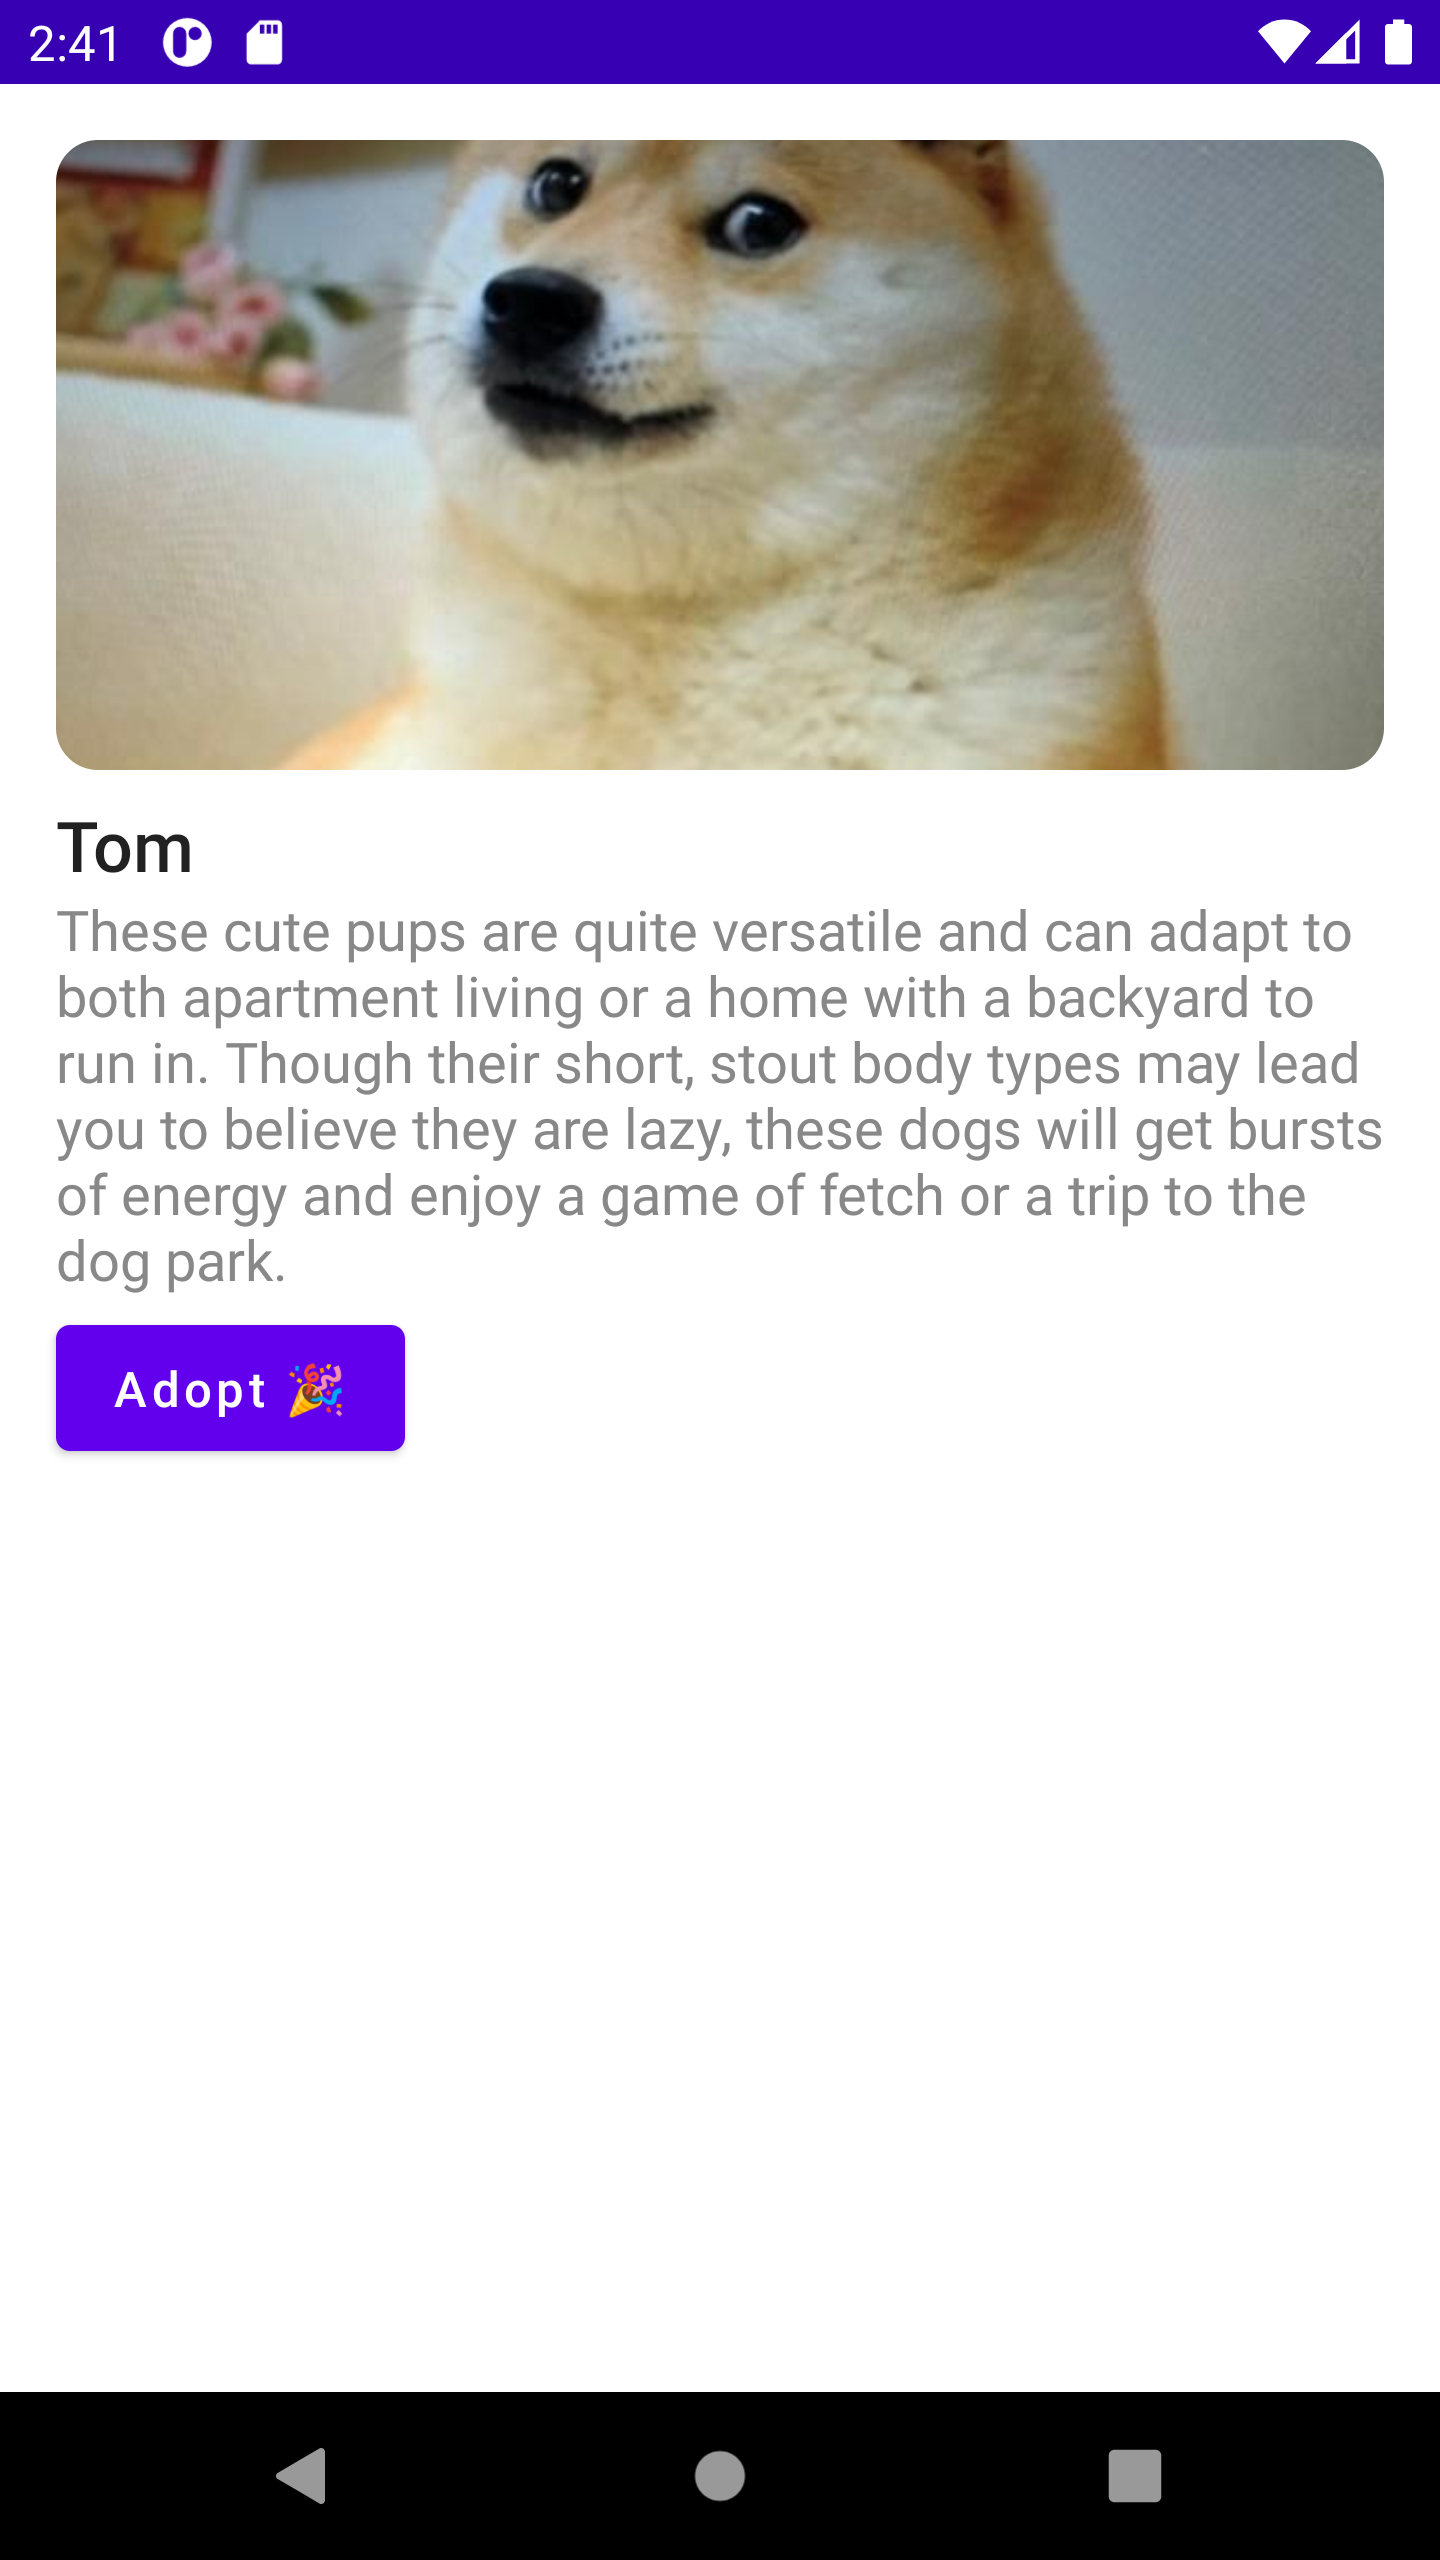 2:41
Tom
These cute pups are quite versatile and can adapt to
both apartment living or a home with a backyard to
run in. Though their short, stout body types may lead
you to believe they are lazy, these dogs will get bursts
of energy and enjoy a game of fetch or a trip to the
dog park.
Adopt 🎉